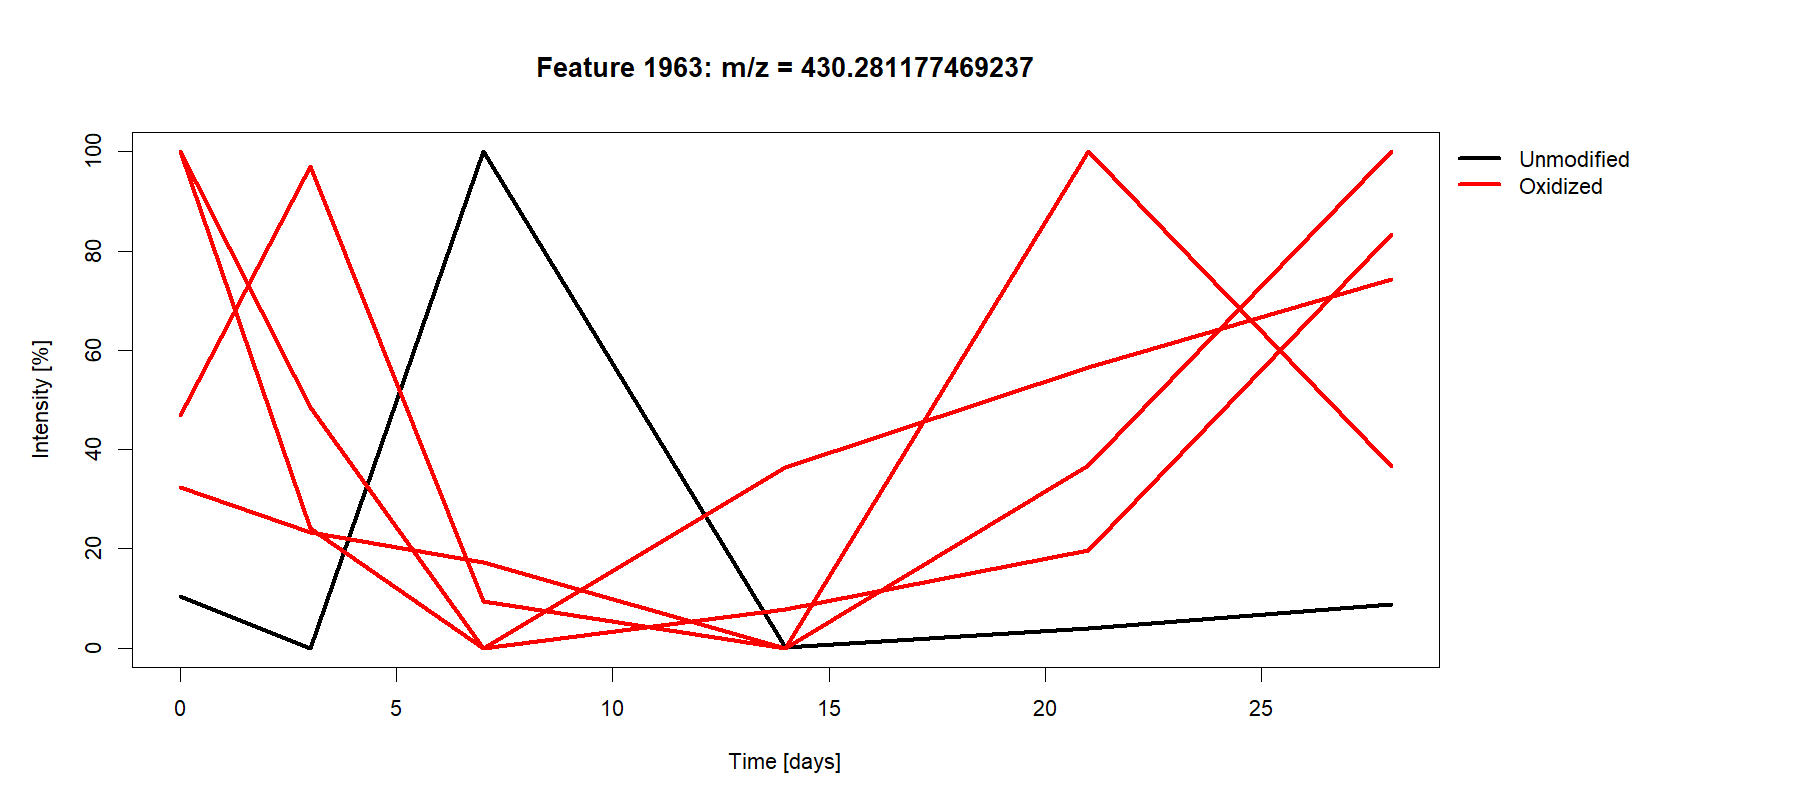 Feature 1963: m/z = 430.281177469237
Unmodified
Oxidized
Intensity [%]
100
80
60
40
20
0
0 5 10 15 20 25
Time [days]